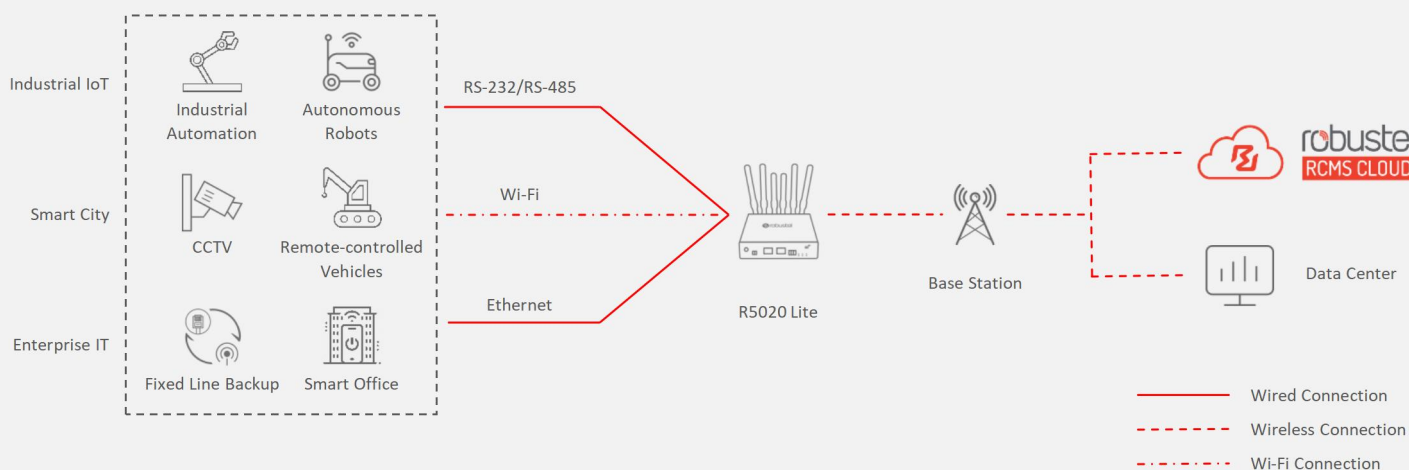 Industrial IoT
Industrial
Automation
Autonomous
Robots
Smart City
CCTV
Remote-controlled
Vehicles
Enterprise IT
Fixed Line Backup
Smart Office
RS-232/RS-485
Wi-Fi
Ethernet
robustel
R5020 Lite
Base Station
robuste
RCMS CLOUD
Data Center
Wired Connection
Wireless Connection
Wi-Fi Connection